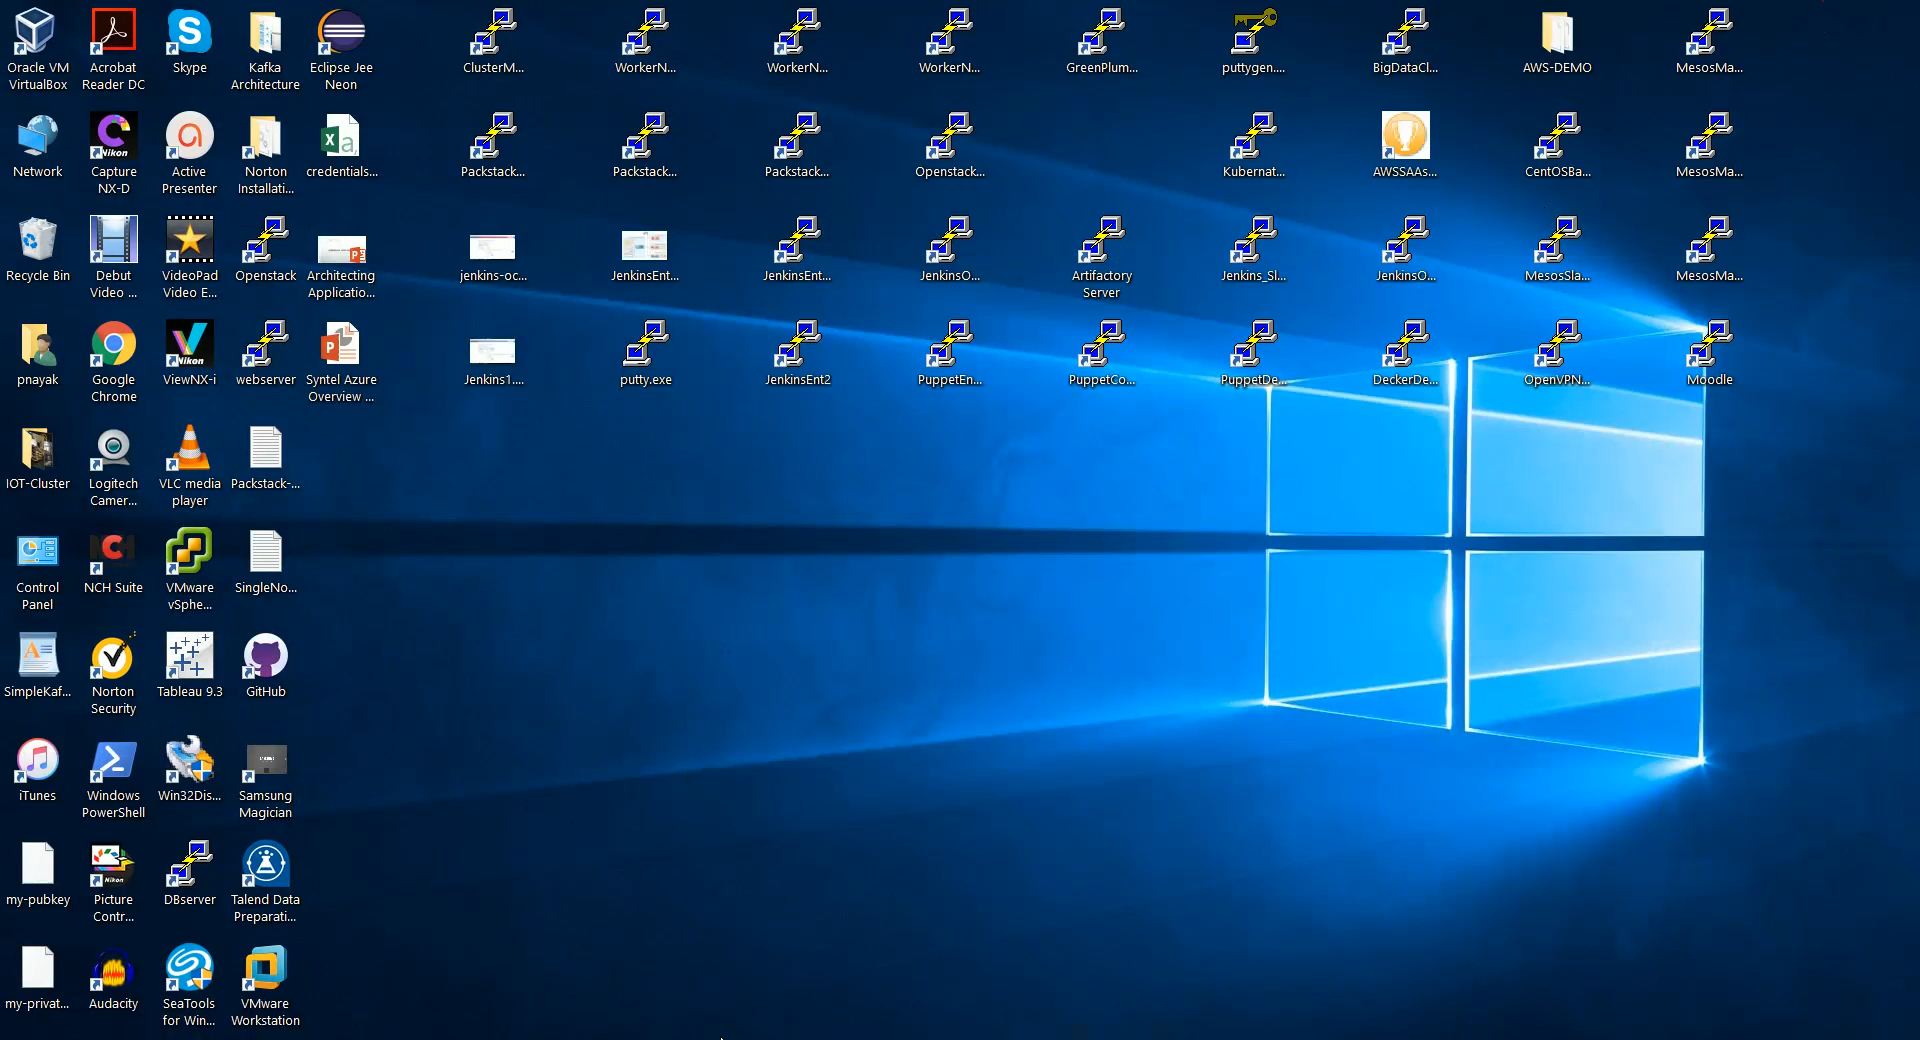 Oracle VM
VirtualBox
Acrobat
Reader DC
Skype
Kafka
Architecture
Eclipse Jee
Neon
ClusterM...
WorkerN...
WorkerN...
WorkerN...
GreenPlum...
puttygen....
BigDataCl...
AWS-DEMO
MesosMa...
Network
Capture
NX-D
Active
Presenter
Norton
Installati...
credentials...
Packstack...
Packstack...
Packstack...
Openstack...
Kubernat...
AWSSAAs...
CentOSBa...
MesosMa...
Recycle Bin
Debut
Video ...
VideoPad
Video E...
Openstack
Architecting
Applicatio...
jenkins-oc...
JenkinsEnt...
JenkinsEnt...
JenkinsO...
Artifactory
Server
Jenkins_Sl...
JenkinsO...
MesosSla...
MesosMa...
pnayak
Google
Chrome
ViewNX-i
webserver
Syntel Azure
Overview ...
Jenkins1....
putty.exe
JenkinsEnt2
PuppetEn...
PuppetCo...
PuppetDe...
DeckerDe...
OpenVPN...
Moodle
IOT-Cluster
Logitech
Camer...
VLC media
player
Packstack-...
Control
Panel
NCH Suite
VMware
vSphe...
SingleNo...
SimpleKaf...
Norton
Security
Tableau 9.3
GitHub
iTunes
Windows
PowerShell
Win32Dis...
Samsung
Magician
my-pubkey
Picture
Contr...
DBserver
Talend Data
Preparati...
my-privat...
Audacity
SeaTools
for Win...
VMware
Workstation